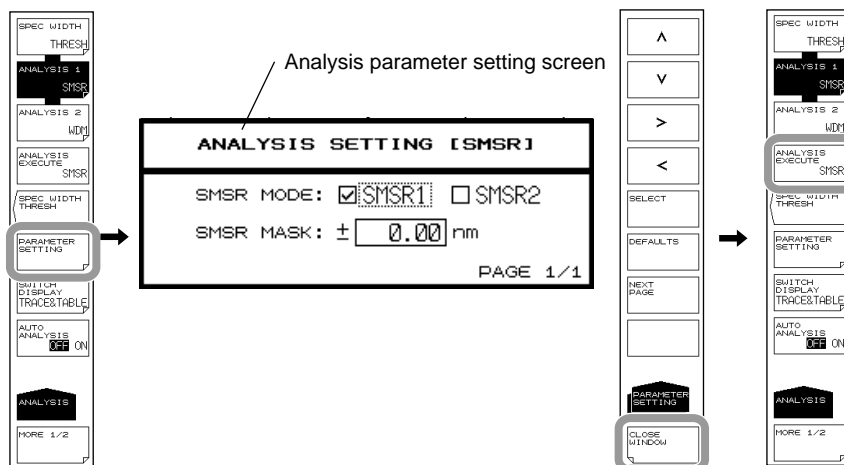 SPEC WIDTH
THRESH
ANALYSIS 1
SMSR
ANALYSIS 2
WDM
ANALYSIS
EXECUTE
SMSR
SPEC WIDTH
THRESH
PARAMETER
SETTING
SWITCH
DISPLAY
TRACE&TABLE
AUTO
ANALYSIS
OFF ON
ANALYSIS
MORE 1/2
Analysis parameter setting screen
ANALYSIS SETTING [SMSR]
SMSR MODE: ☑SMSR1 ☐SMSR2
SMSR MASK: ± 0.00 nm
PAGE 1/1
∧
∨
>
<
SELECT
DEFAULTS
NEXT
PAGE
PARAMETER
SETTING
CLOSE
WINDOW
SPEC WIDTH
THRESH
ANALYSIS 1
SMSR
ANALYSIS 2
WDM
ANALYSIS
EXECUTE
SMSR
SPEC WIDTH
THRESH
PARAMETER
SETTING
SWITCH
DISPLAY
TRACE&TABLE
AUTO
ANALYSIS
OFF ON
ANALYSIS
MORE 1/2